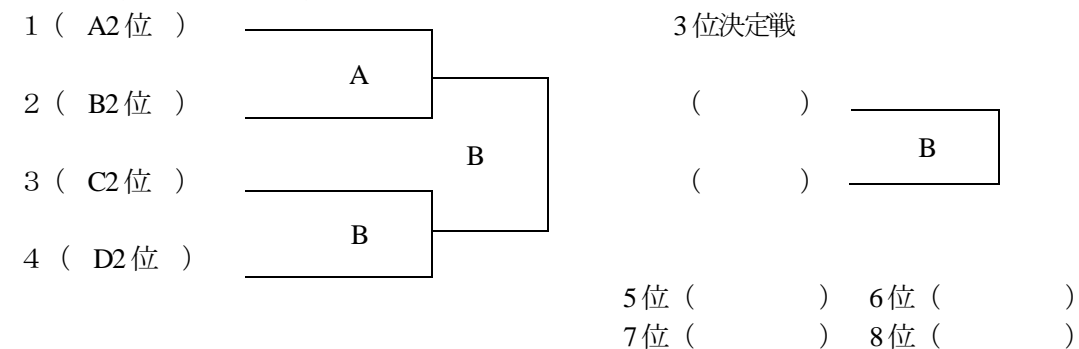 １（　A2位　）
3位決定戦
A
２（　B2位　）
（　　　）
B
B
３（　C2位　）
（　　　）
B
４（　D2位　）
5位（　　　　）　6位（　　　　）
7位（　　　　）　8位（　　　　）